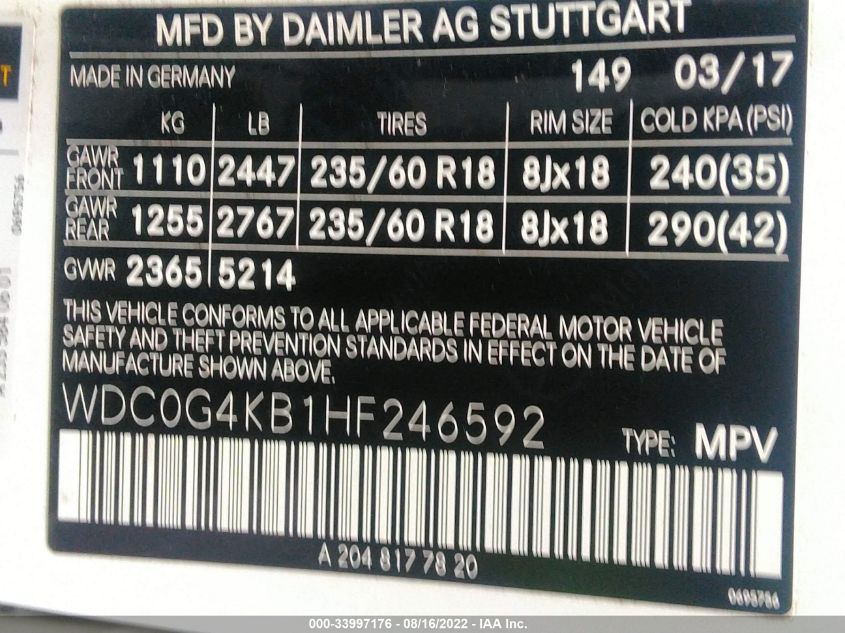 MFD BY DAIMLER AG STUTTGART
MADE IN GERMANY 149 03/17
KG LB TIRES RIM SIZE COLD KPA (PSI)
GAWR FRONT 1110 2447 235/60 R18 8Jx18 240(35)
GAWR REAR 1255 2767 235/60 R18 8Jx18 290(42)
GVWR 2365 5214
THIS VEHICLE CONFORMS TO ALL APPLICABLE FEDERAL MOTOR VEHICLE
SAFETY AND THEFT PREVENTION STANDARDS IN EFFECT ON THE DATE OF
MANUFACTURE SHOWN ABOVE.
WDC0G4KB1HF246592
TYPE: MPV
A 204 817 78 20
0695756
0695756
000-33997176 - 08/16/2022 - IAA Inc.